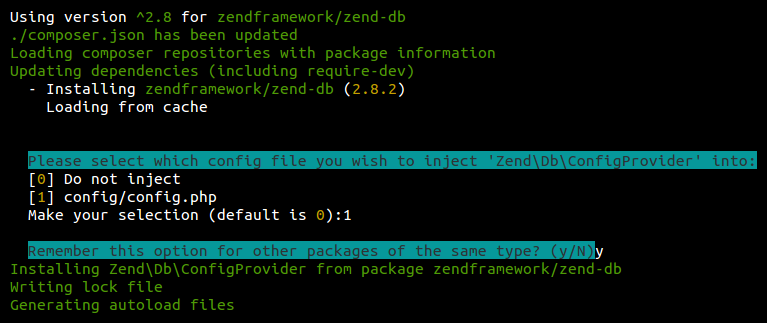 Using version ^2.8 for zendframework/zend-db
./composer.json has been updated
Loading composer repositories with package information
Updating dependencies (including require-dev)
- Installing zendframework/zend-db (2.8.2)
Loading from cache
Please select which config file you wish to inject 'Zend\Db\ConfigProvider' into:
[0] Do not inject
[1] config/config.php
Make your selection (default is 0):1
Remember this option for other packages of the same type? (y/N)y
Installing Zend\Db\ConfigProvider from package zendframework/zend-db
Writing lock file
Generating autoload files